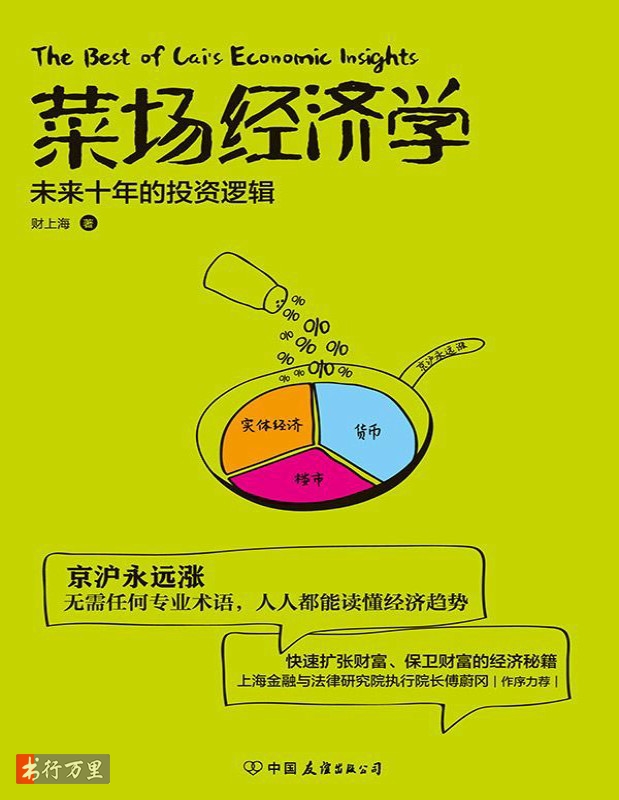 The Best of Cai's Economic Insights
菜场经济学
未来十年的投资逻辑
财上海 著
%
%
%
%
%
%
%
%
%
%
%
京沪永远涨
实体经济
货币
楼市
京沪永远涨
无需任何专业术语，人人都能读懂经济趋势
快速扩张财富、保卫财富的经济秘籍
上海金融与法律研究院执行院长傅蔚冈|作序力荐|
书行万里
中国友谊出版公司